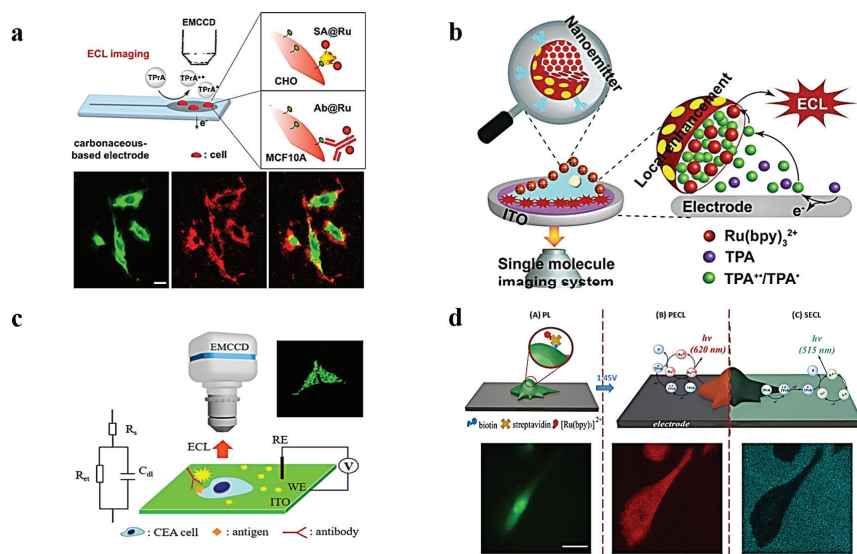 a
EMCCD
ECL imaging
TPrA
TPrA•+
TPrA•
e-
SA@Ru
CHO
Ab@Ru
MCF10A
carbonaceous-
based electrode
: cell
b
Nanoemitter
Local enhancement
ECL
ITO
Electrode
e-
Single molecule
imaging system
Ru(bpy)₃²⁺
TPA
TPA•+/TPA•
c
EMCCD
ECL
RE
V
WE
ITO
Rs
Ret
Cdl
: CEA cell
: antigen
: antibody
d
(A) PL
(B) PECL
(C) SECL
hν
(620 nm)
hν
(515 nm)
1.45V
biotin
streptavidin
[Ru(bpy)₃]²⁺
electrode